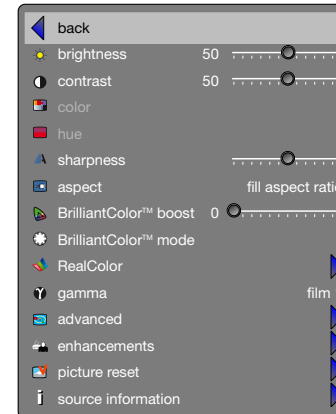 back
brightness 50
contrast 50
color
hue
sharpness
aspect fill aspect ratio
BrilliantColor™ boost 0
BrilliantColor™ mode
RealColor
gamma film
advanced
enhancements
picture reset
source information